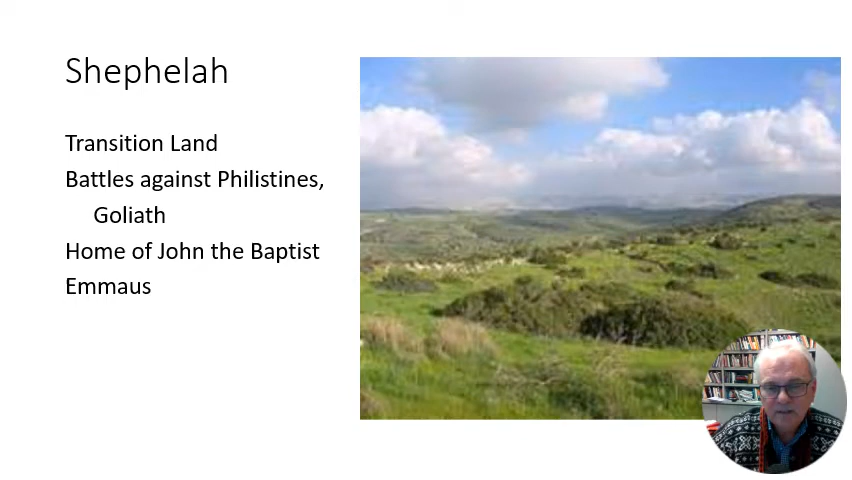 Shephelah
Transition Land
Battles against Philistines,
Goliath
Home of John the Baptist
Emmaus